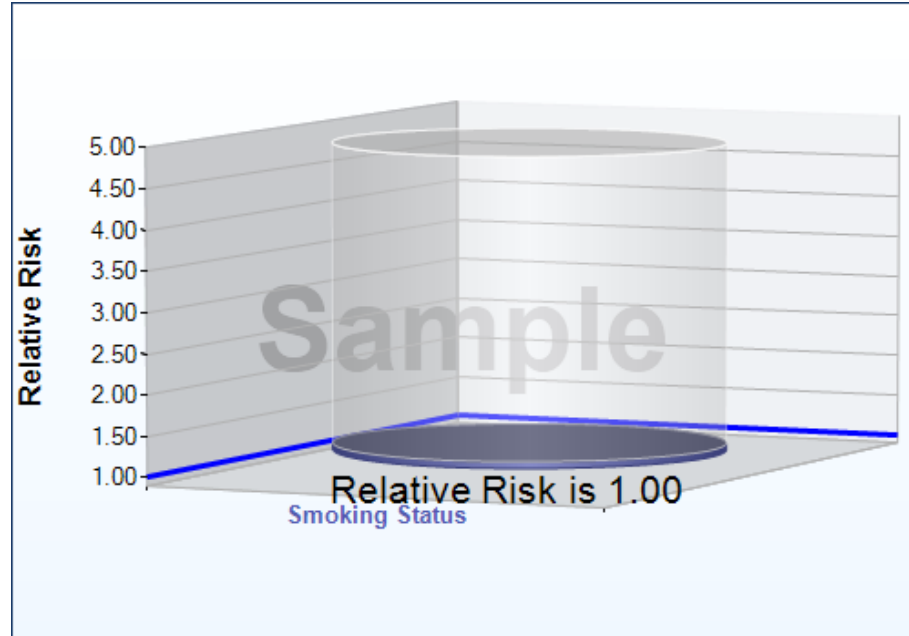 5.00
4.50
4.00
3.50
3.00
2.50
2.00
1.50
1.00
Relative Risk
Sample
Relative Risk is 1.00
Smoking Status